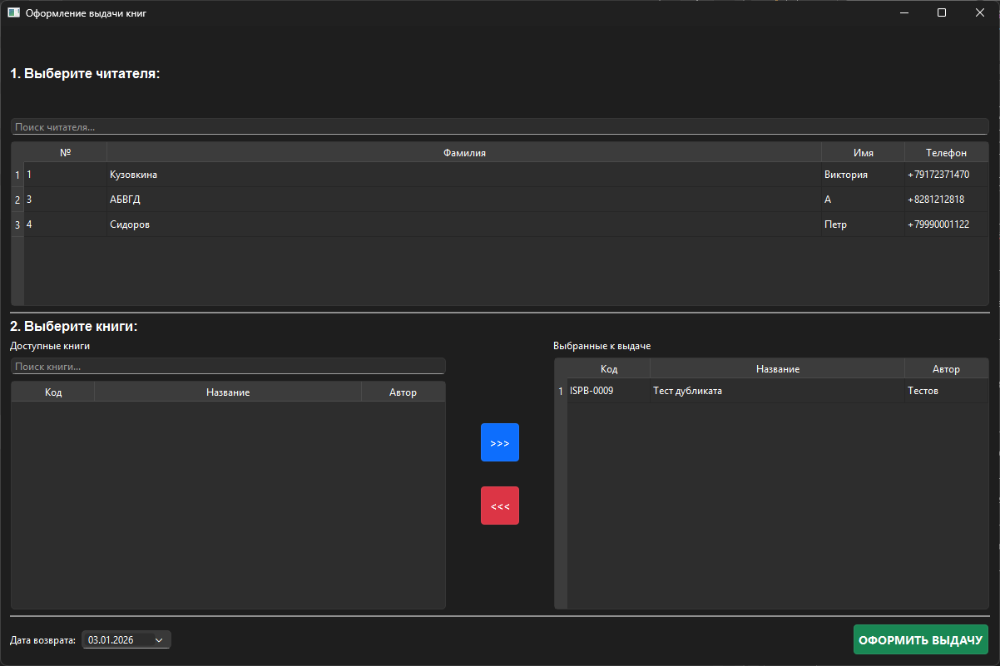 Оформление выдачи книг
1. Выберите читателя:
Поиск читателя...
№ Фамилия Имя Телефон
1 1 Кузовкина Виктория +79172371470
2 3 АБВГД А +8281212818
3 4 Сидоров Петр +79990001122
2. Выберите книги:
Доступные книги
Поиск книги...
Код Название Автор
>>>
<<<
Выбранные к выдаче
Код Название Автор
1 ISPB-0009 Тест дубликата Тестов
Дата возврата: 03.01.2026
ОФОРМИТЬ ВЫДАЧУ